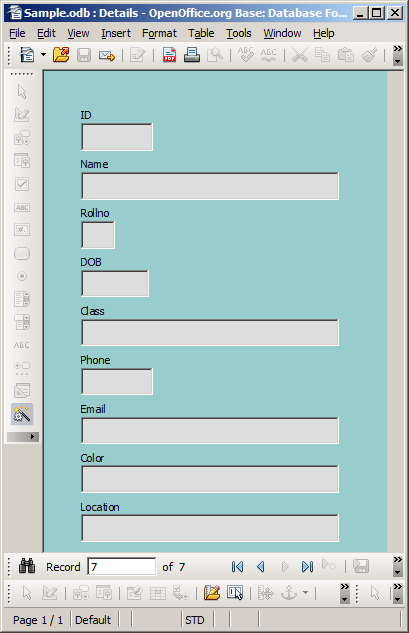 Sample.odb : Details - OpenOffice.org Base: Database Fo...
File Edit View Insert Format Table Tools Window Help
ID
Name
Rollno
DOB
Class
Phone
Email
Color
Location
Record 7 of 7
Page 1 / 1 Default STD